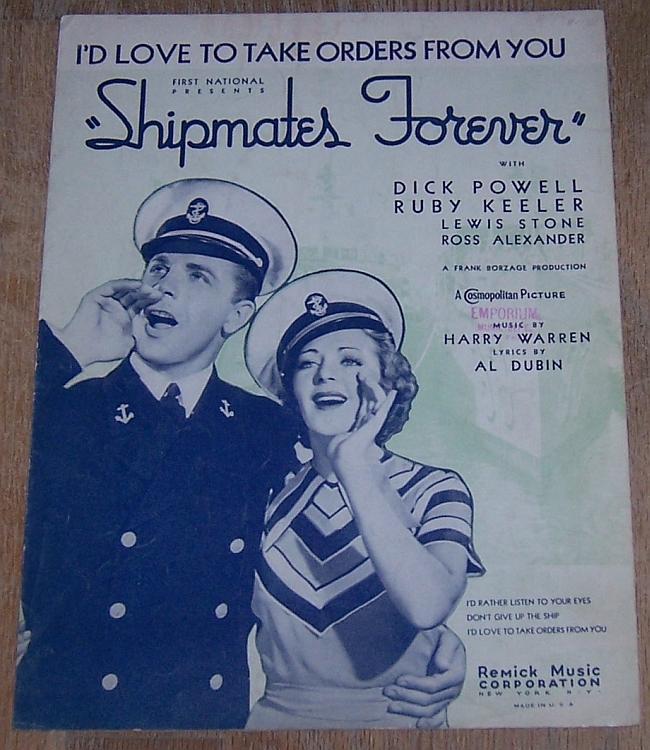 I'D LOVE TO TAKE ORDERS FROM YOU
FIRST NATIONAL
PRESENTS
"Shipmates Forever"
WITH
DICK POWELL
RUBY KEELER
LEWIS STONE
ROSS ALEXANDER
A FRANK BORZAGE PRODUCTION
A Cosmopolitan PICTURE
EMPORIUM
MUSIC BY
HARRY WARREN
LYRICS BY
AL DUBIN
I'D RATHER LISTEN TO YOUR EYES
DON'T GIVE UP THE SHIP
I'D LOVE TO TAKE ORDERS FROM YOU
Remick Music
CORPORATION
NEW YORK N·Y·
MADE IN U.S.A